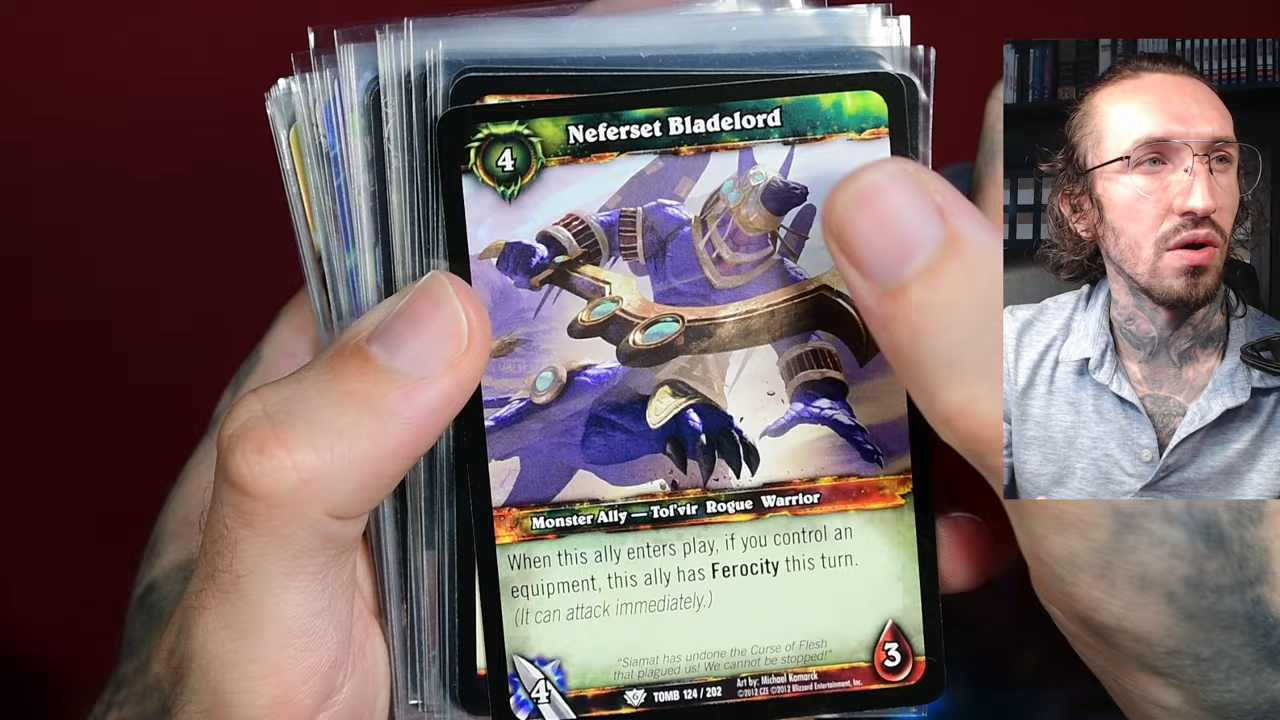 Neferset Bladelord
4
Monster Ally — Tol'vir Rogue Warrior
When this ally enters play, if you control an
equipment, this ally has Ferocity this turn.
(It can attack immediately.)
"Siamat has undone the Curse of Flesh
that plagued us! We cannot be stopped!"
4
TOMB 124 / 202
Art by: Michael Komarck
©2012 CZE ©2012 Blizzard Entertainment, Inc.
3